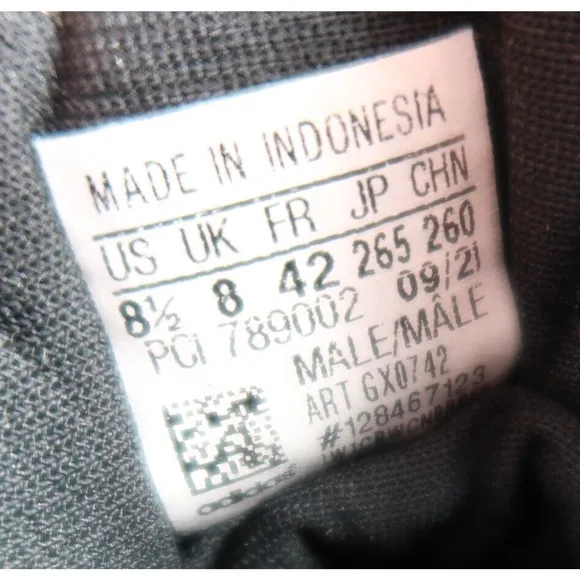 MADE IN INDONESIA
US UK FR JP CHN
8½ 8 42 265 260
PCI 789002 09/21
MALE/MÂLE
ART GX0742
#128467123
adidas